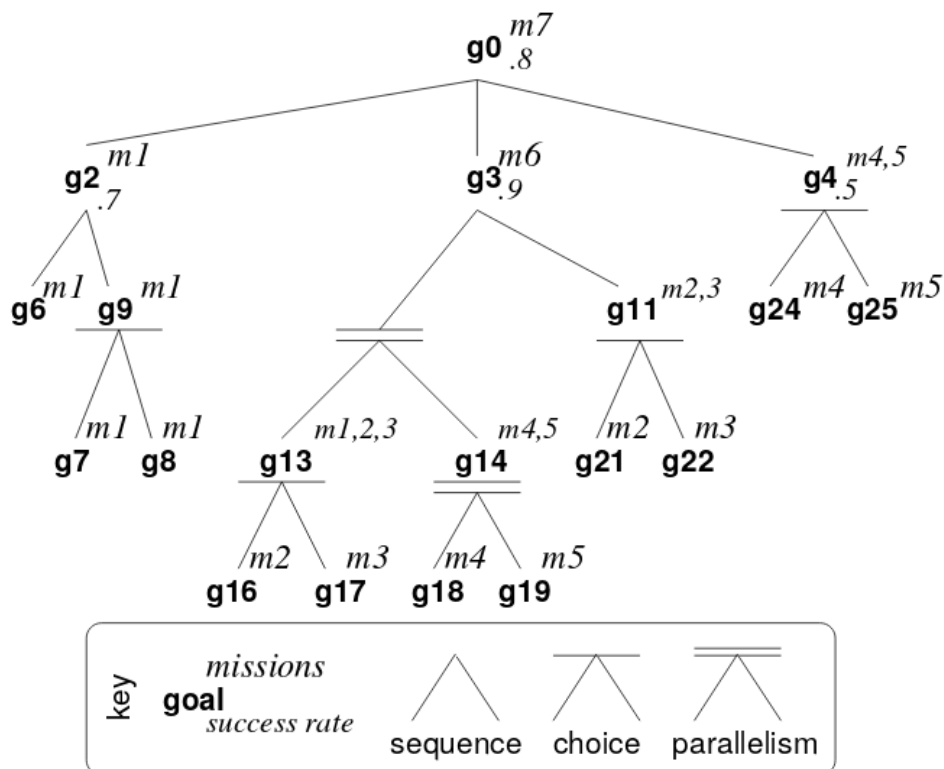 g0 m7 .8
g2 m1 .7 g3 m6 .9 g4 m4,5 .5
g6 m1 g9 m1 g11 m2,3 g24 m4 g25 m5
g7 m1 g8 m1 g13 m1,2,3 g14 m4,5 g21 m2 g22 m3
g16 m2 g17 m3 g18 m4 g19 m5
key
missions
goal
success rate
sequence choice parallelism